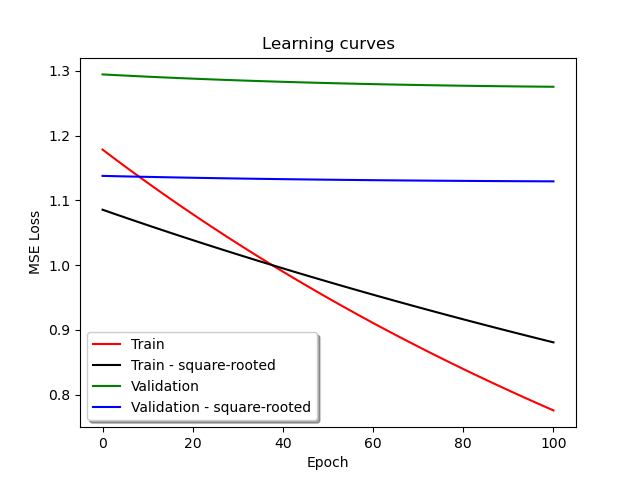 Learning curves
MSE Loss
1.3
1.2
1.1
1.0
0.9
0.8
Train
Train - square-rooted
Validation
Validation - square-rooted
0 20 40 60 80 100
Epoch